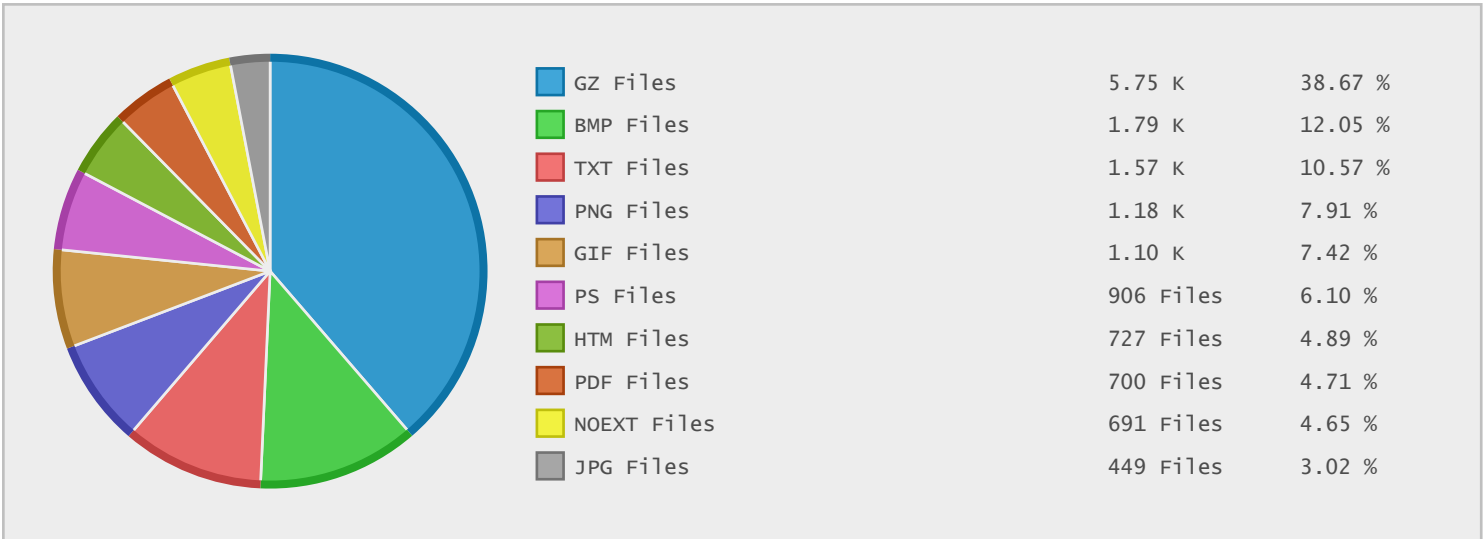 GZ Files 5.75 K 38.67 %
BMP Files 1.79 K 12.05 %
TXT Files 1.57 K 10.57 %
PNG Files 1.18 K 7.91 %
GIF Files 1.10 K 7.42 %
PS Files 906 Files 6.10 %
HTM Files 727 Files 4.89 %
PDF Files 700 Files 4.71 %
NOEXT Files 691 Files 4.65 %
JPG Files 449 Files 3.02 %